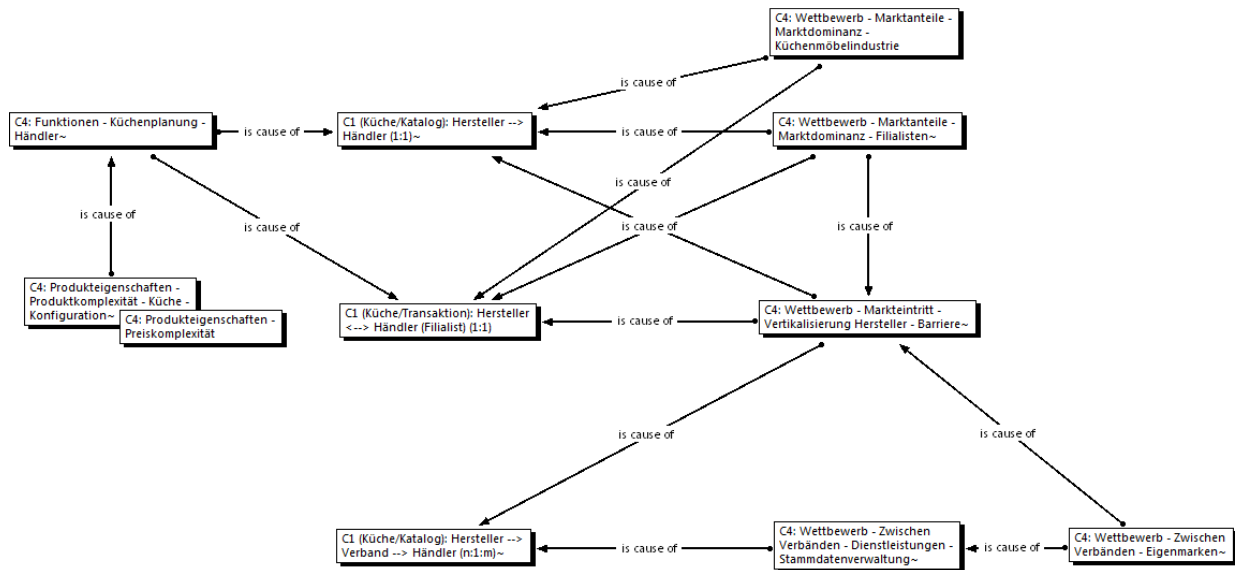 C4: Wettbewerb - Marktanteile -
Marktdominanz -
Küchenmöbelindustrie
is cause of
C4: Funktionen - Küchenplanung -
Händler~
is cause of
C1 (Küche/Katalog): Hersteller -->
Händler (1:1)~
is cause of
C4: Wettbewerb - Marktanteile -
Marktdominanz - Filialisten~
is cause of
is cause of
is cause of
is cause of
is cause of
is cause of
C4: Produkteigenschaften -
Produktkomplexität - Küche -
Konfiguration~
C4: Produkteigenschaften -
Preiskomplexität
C1 (Küche/Transaktion): Hersteller
<--> Händler (Filialist) (1:1)
is cause of
C4: Wettbewerb - Markteintritt -
Vertikalisierung Hersteller - Barriere~
is cause of
is cause of
C1 (Küche/Katalog): Hersteller -->
Verband --> Händler (n:1:m)~
is cause of
C4: Wettbewerb - Zwischen
Verbänden - Dienstleistungen -
Stammdatenverwaltung~
is cause of
C4: Wettbewerb - Zwischen
Verbänden - Eigenmarken~